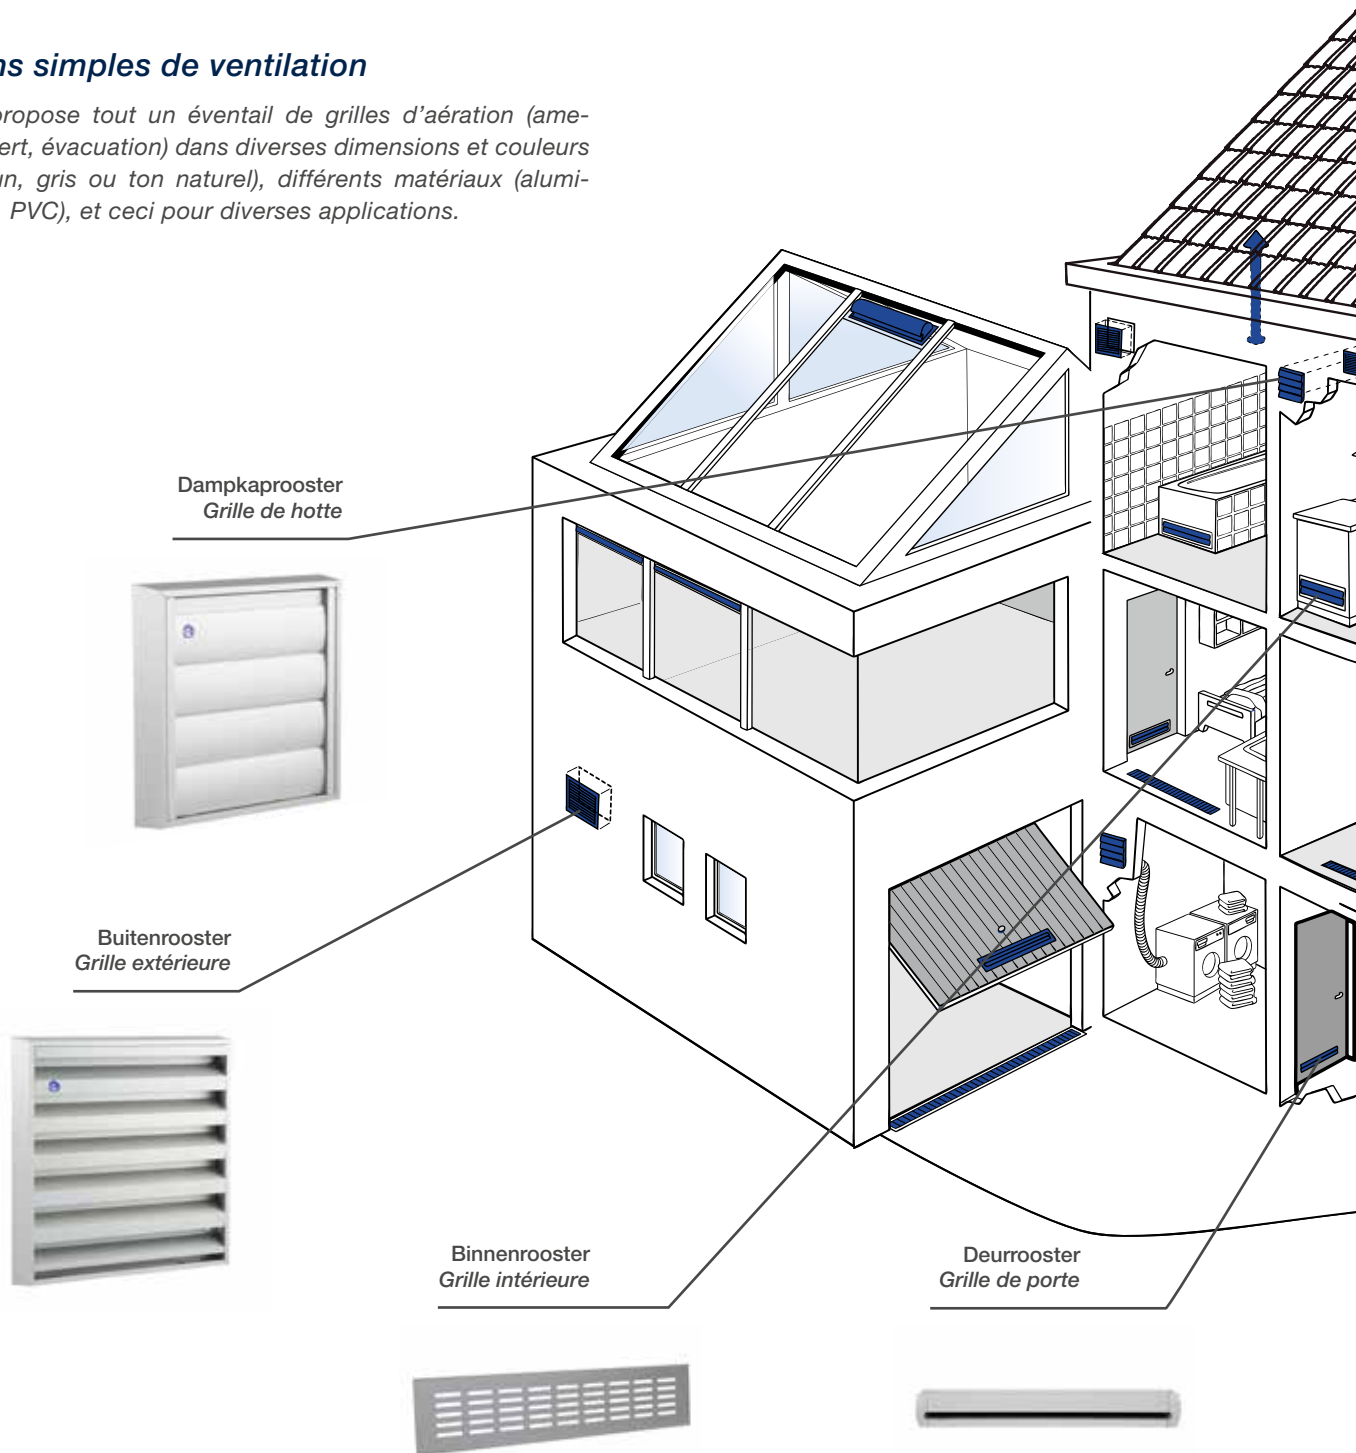 ns simples de ventilation
propose tout un éventail de grilles d'aération (ame-
ert, évacuation) dans diverses dimensions et couleurs
un, gris ou ton naturel), différents matériaux (alumi-
PVC), et ceci pour diverses applications.
Dampkaprooster
Grille de hotte
Buitenrooster
Grille extérieure
Binnenrooster
Grille intérieure
Deurrooster
Grille de porte